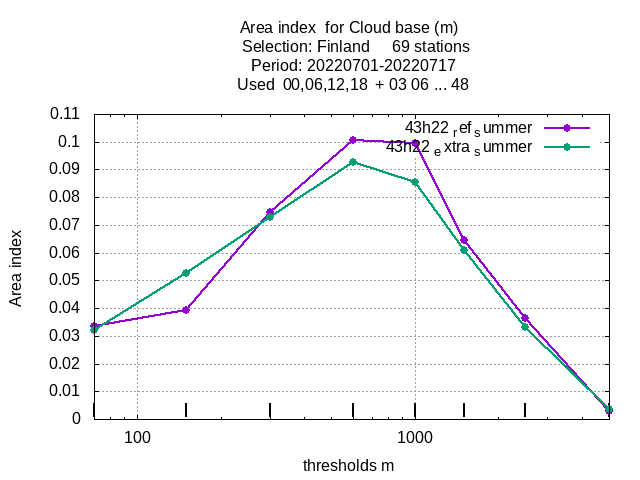 Area index  for Cloud base (m)
Selection: Finland     69 stations
Period: 20220701-20220717
Used  00,06,12,18  + 03 06 ... 48
0.11
0.1
0.09
0.08
0.07
0.06
0.05
0.04
0.03
0.02
0.01
0
43h22 ref summer
43h22 extra summer
Area index
100
1000
thresholds m